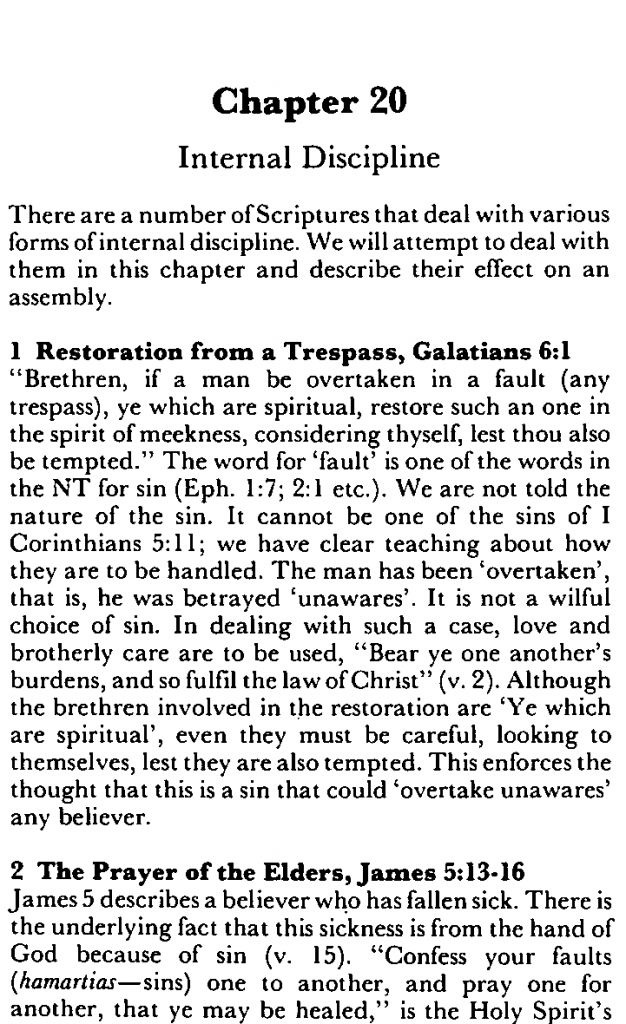 Chapter 20
Internal Discipline
There are a number of Scriptures that deal with various
forms of internal discipline. We will attempt to deal with
them in this chapter and describe their effect on an
assembly.
1 Restoration from a Trespass, Galatians 6:1
“Brethren, if a man be overtaken in a fault (any
trespass), ye which are spiritual, restore such an one in
the spirit of meekness, considering thyself, lest thou also
be tempted.” The word for ‘fault’ is one of the words in
the NT for sin (Eph. 1:7; 2:1 etc.). We are not told the
nature of the sin. It cannot be one of the sins of I
Corinthians 5:11; we have clear teaching about how
they are to be handled. The man has been ‘overtaken’,
that is, he was betrayed ‘unawares’. It is not a wilful
choice of sin. In dealing with such a case, love and
brotherly care are to be used, “Bear ye one another’s
burdens, and so fulfil the law of Christ” (v. 2). Although
the brethren involved in the restoration are ‘Ye which
are spiritual’, even they must be careful, looking to
themselves, lest they are also tempted. This enforces the
thought that this is a sin that could ‘overtake unawares’
any believer.
2 The Prayer of the Elders, James 5:13-16
James 5 describes a believer who has fallen sick. There is
the underlying fact that this sickness is from the hand of
God because of sin (v. 15). “Confess your faults
(hamartias—sins) one to another, and pray one for
another, that ye may be healed,” is the Holy Spirit’s